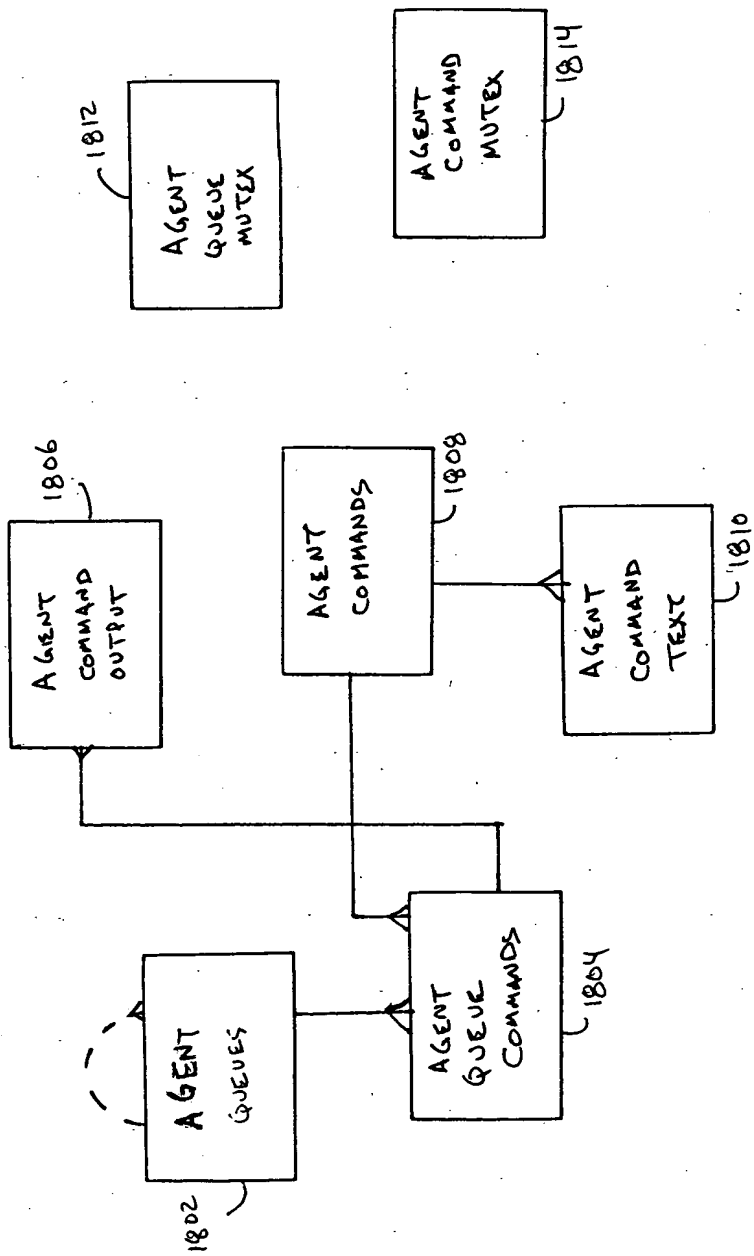 1802
AGENT
QUEUES
AGENT
QUEUE
COMMANDS
1804
AGENT
COMMAND
OUTPUT
1806
AGENT
COMMANDS
1808
AGENT
COMMAND
TEXT
1810
AGENT
QUEUE
MUTEX
1812
AGENT
COMMAND
MUTEX
1814